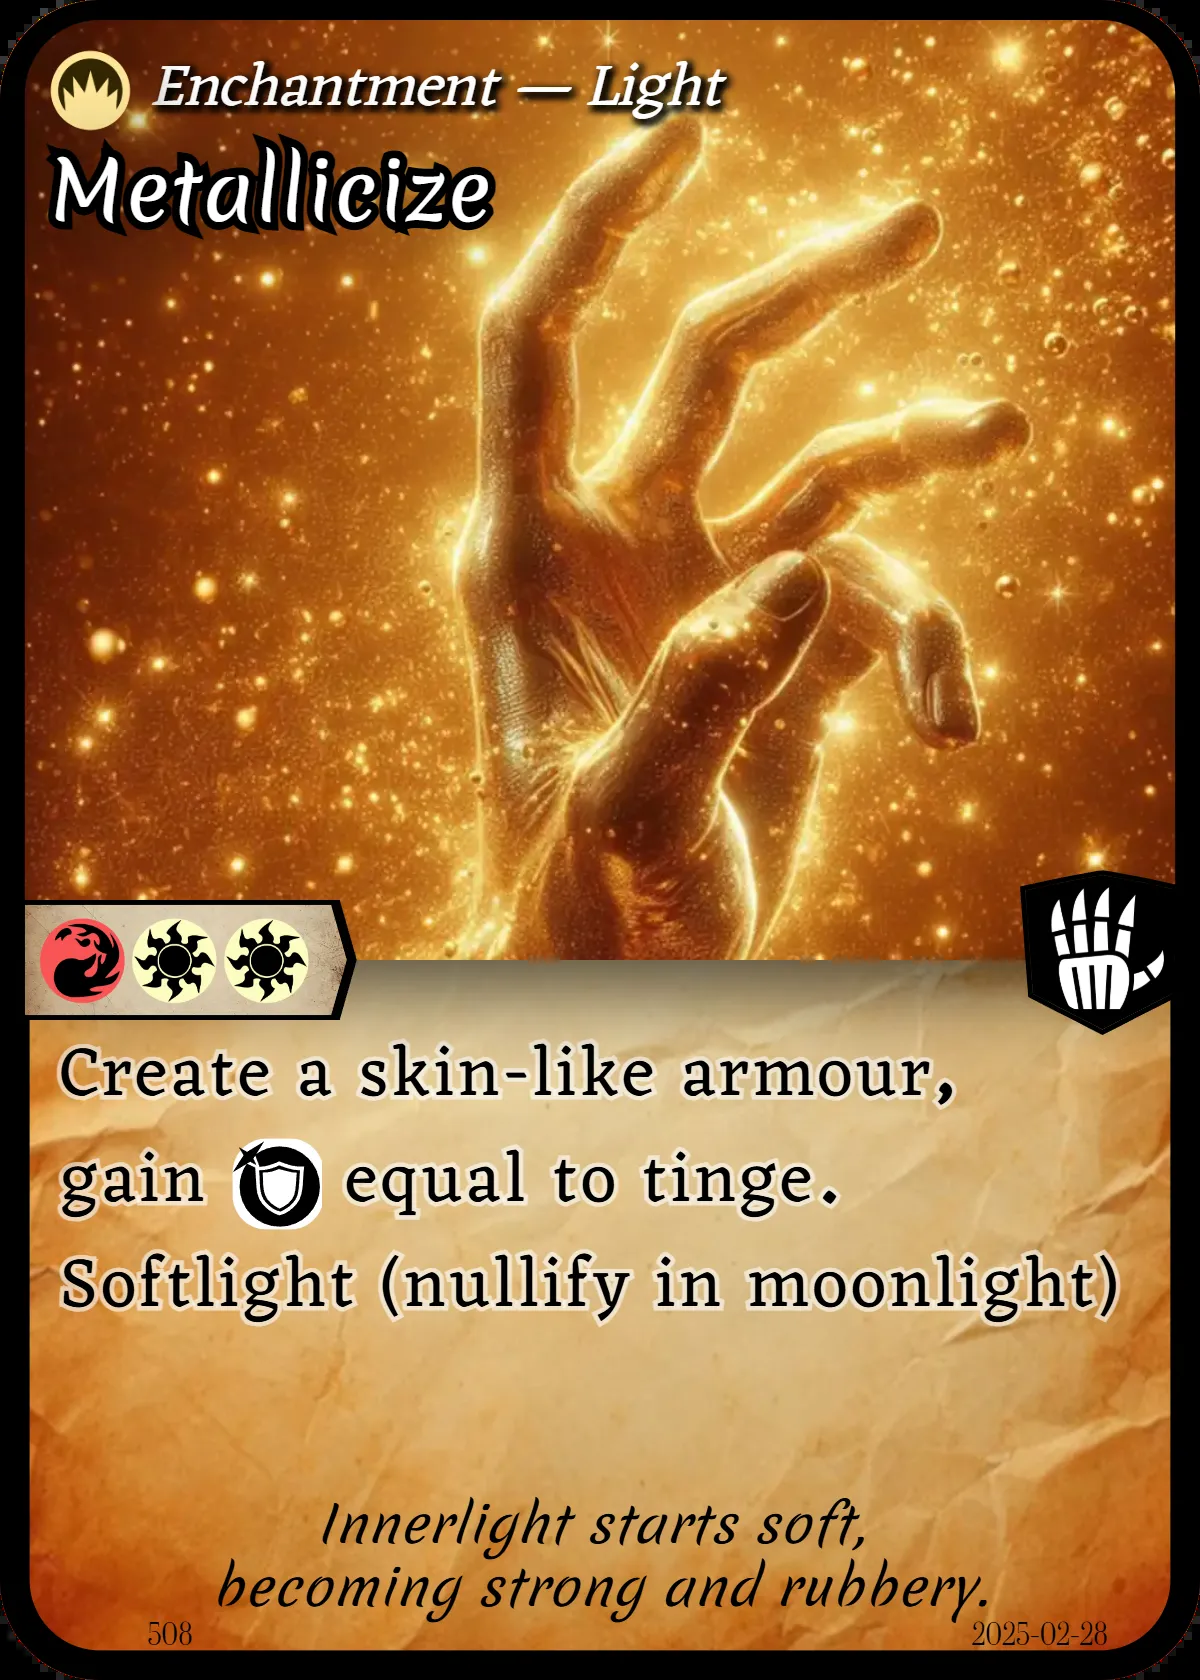 Enchantment — Light
Metallicize
Create a skin-like armour,
gain equal to tinge.
Softlight (nullify in moonlight)
Innerlight starts soft,
becoming strong and rubbery.
508
2025-02-28